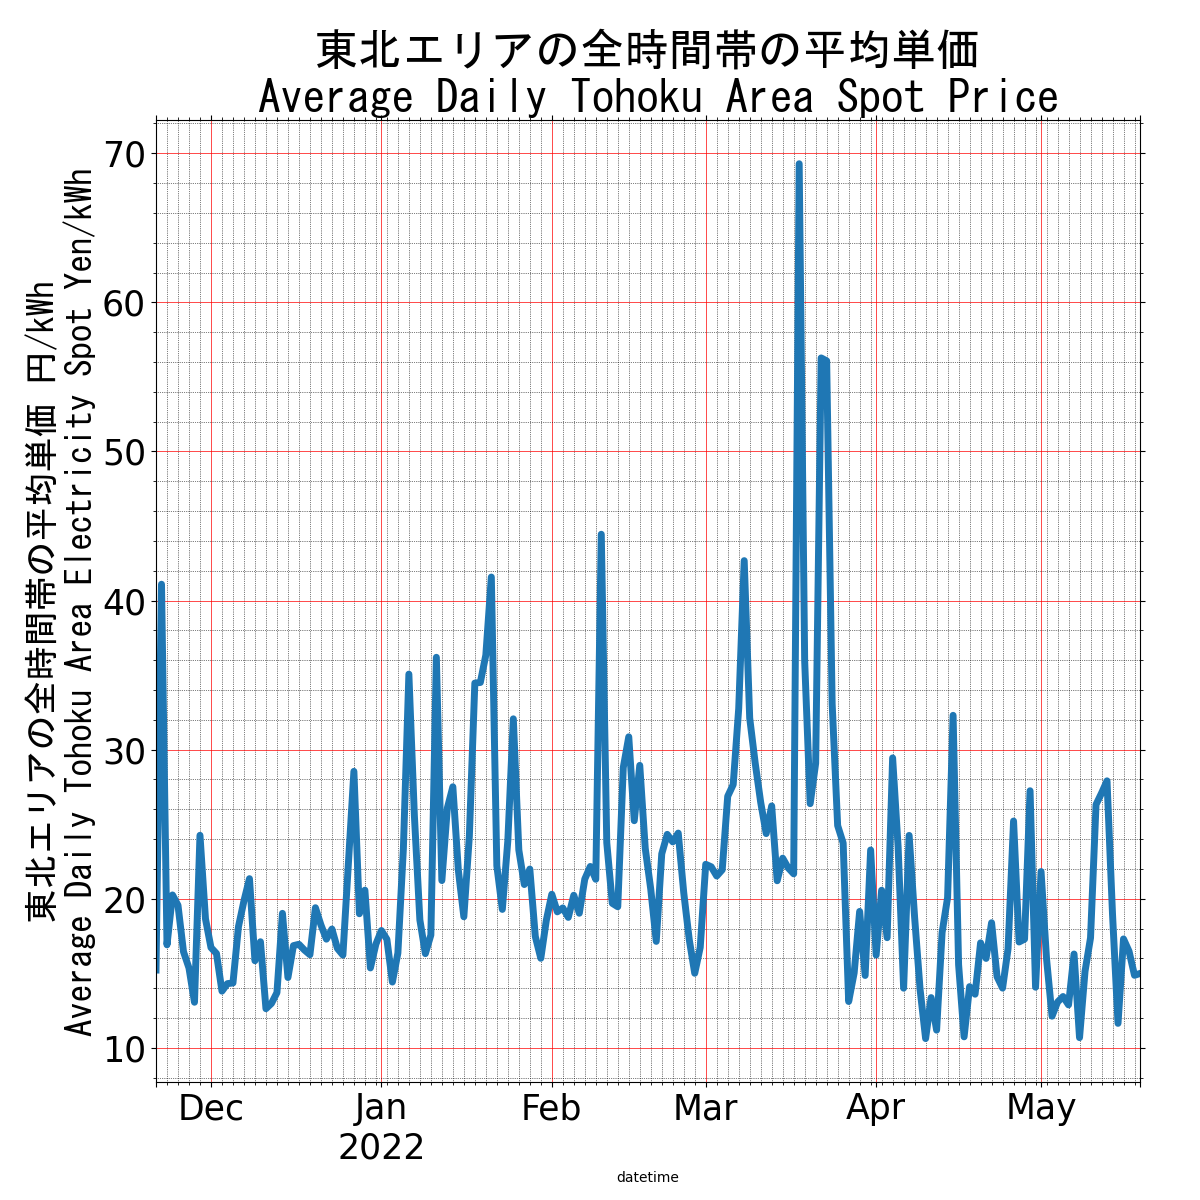 東北エリアの全時間帯の平均単価
Average Daily Tohoku Area Spot Price
東北エリアの全時間帯の平均単価 円/kWh
Average Daily Tohoku Area Electricity Spot Yen/kWh
70
60
50
40
30
20
10
Dec
Jan
2022
Feb
Mar
Apr
May
datetime